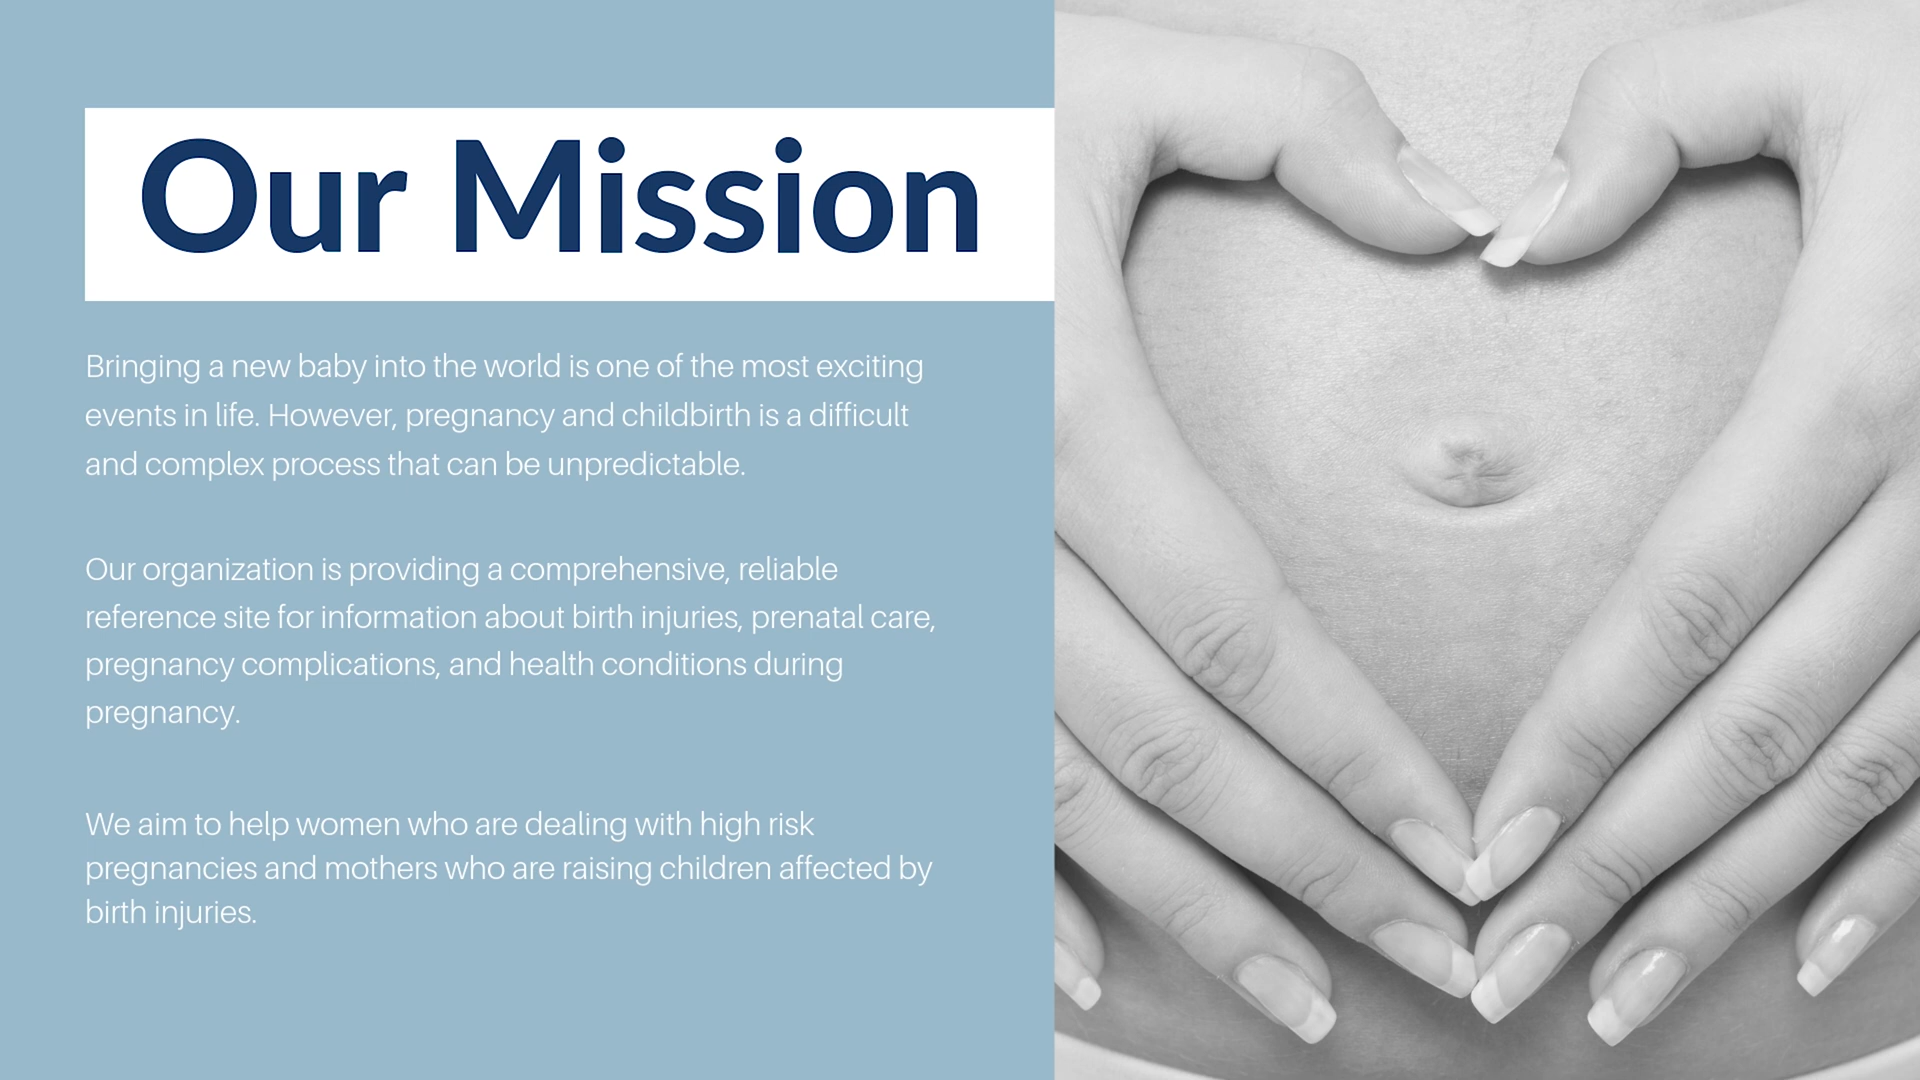 Our Mission
Bringing a new baby into the world is one of the most exciting
events in life. However, pregnancy and childbirth is a difficult
and complex process that can be unpredictable.
Our organization is providing a comprehensive, reliable
reference site for information about birth injuries, prenatal care,
pregnancy complications, and health conditions during
pregnancy.
We aim to help women who are dealing with high risk
pregnancies and mothers who are raising children affected by
birth injuries.